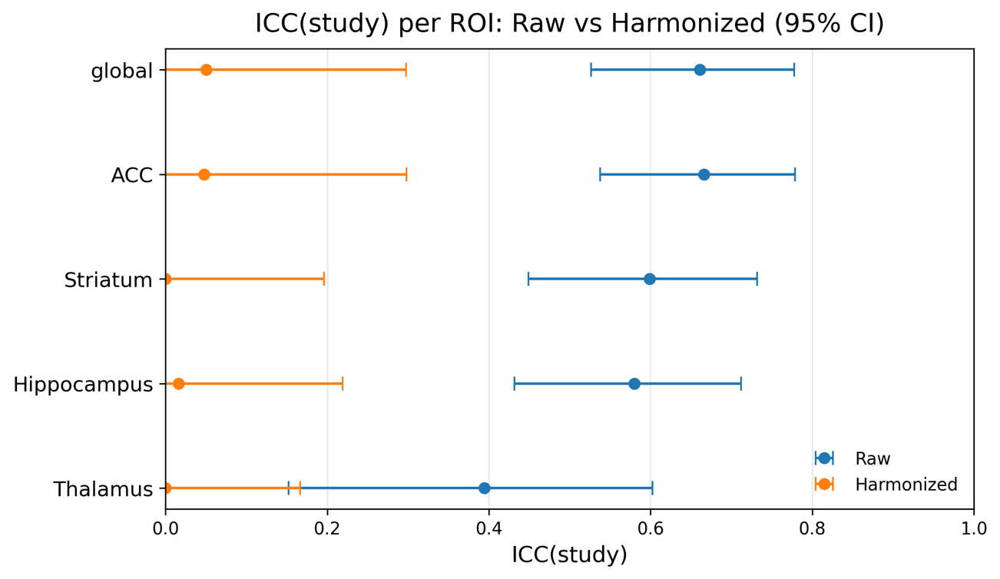 ICC(study) per ROI: Raw vs Harmonized (95% CI)
global
ACC
Striatum
Hippocampus
Thalamus
Raw
Harmonized
0.0 0.2 0.4 0.6 0.8 1.0
ICC(study)